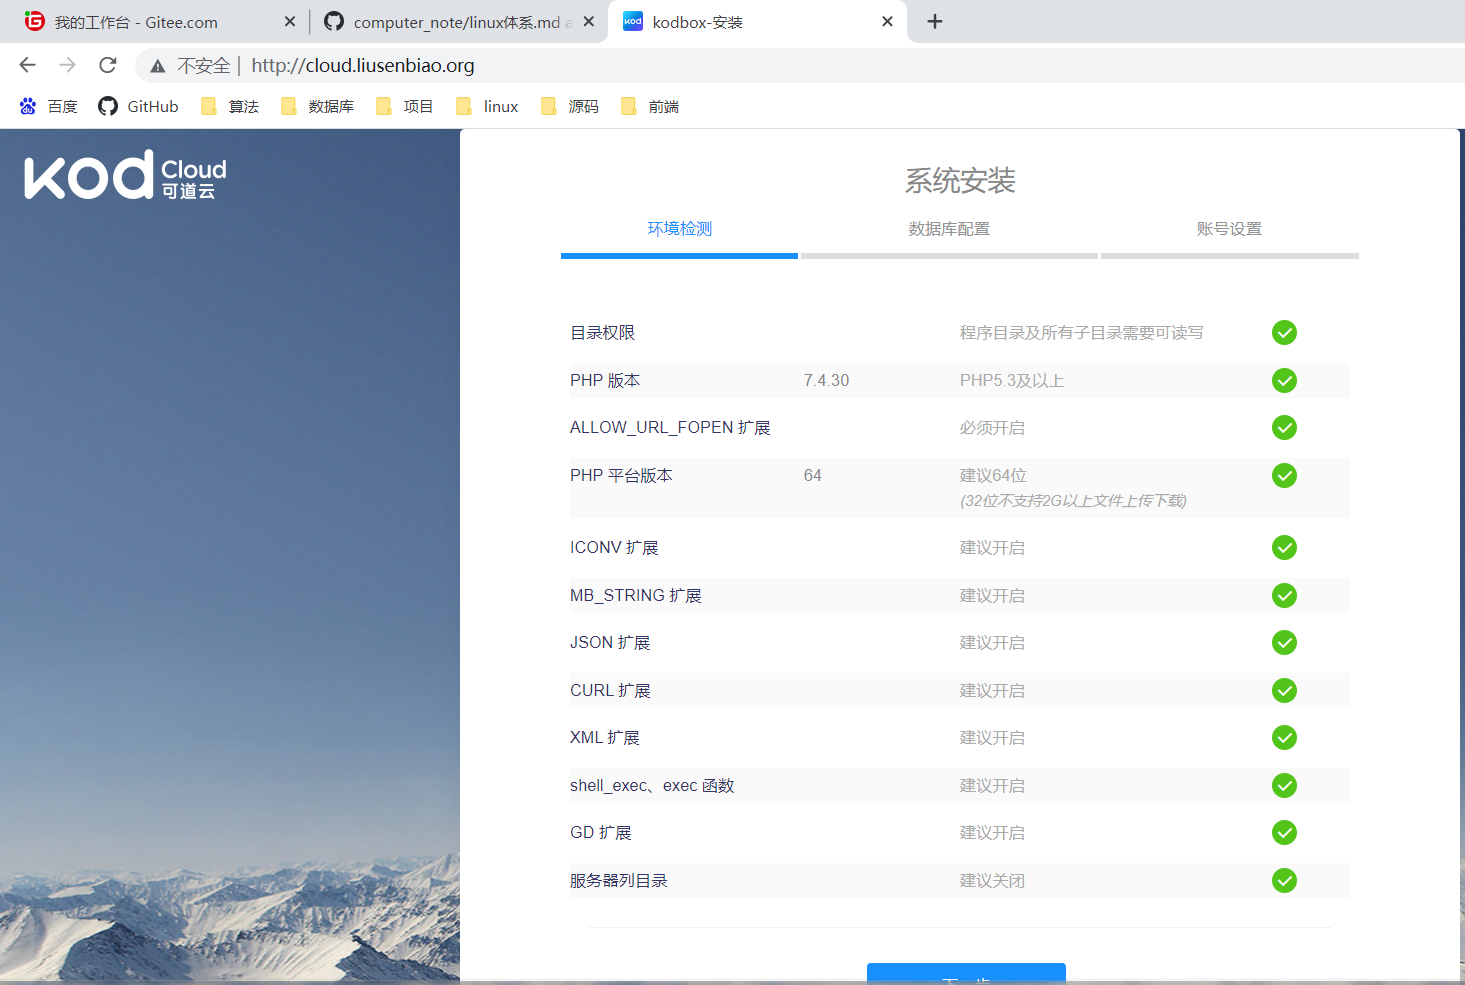 我的工作台 - Gitee.com
computer_note/linux体系.md a
kodbox-安装
不安全 | http://cloud.liusenbiao.org
百度
GitHub
算法
数据库
项目
linux
源码
前端
kod Cloud 可道云
系统安装
环境检测
数据库配置
账号设置
目录权限 程序目录及所有子目录需要可读写
PHP 版本 7.4.30 PHP5.3及以上
ALLOW_URL_FOPEN 扩展 必须开启
PHP 平台版本 64 建议64位
(32位不支持2G以上文件上传下载)
ICONV 扩展 建议开启
MB_STRING 扩展 建议开启
JSON 扩展 建议开启
CURL 扩展 建议开启
XML 扩展 建议开启
shell_exec、exec 函数 建议开启
GD 扩展 建议开启
服务器列目录 建议关闭